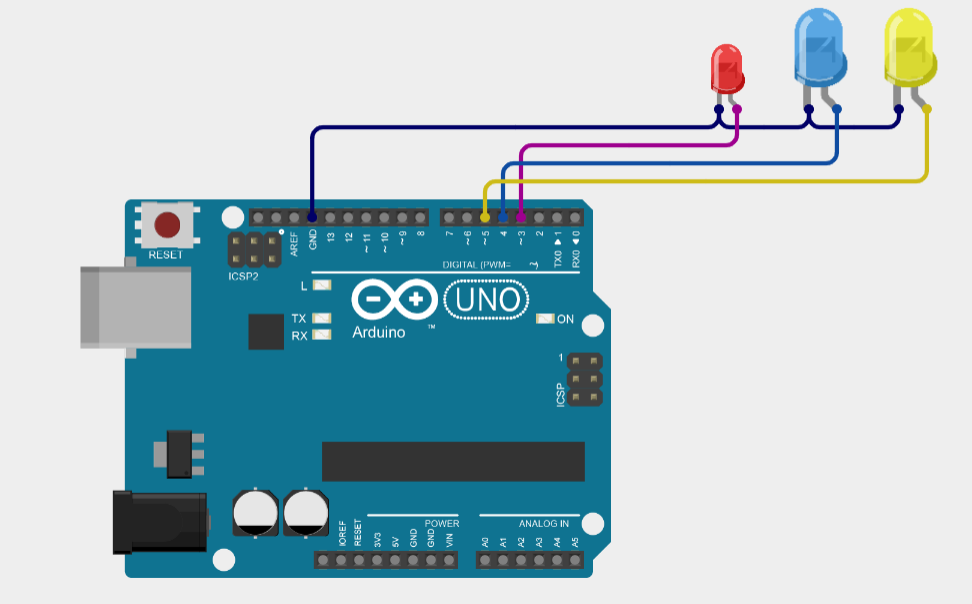 RESET
ICSP2
AREF
GND
13
12
~11
~10
~9
8
7
~6
~5
4
~3
2
TX0 ▶ 1
RX0 ◀ 0
DIGITAL (PWM= ~)
L
TX
RX
UNO
Arduino
™
ON
1
ICSP
IOREF
RESET
3V3
5V
GND
GND
VIN
POWER
A0
A1
A2
A3
A4
A5
ANALOG IN